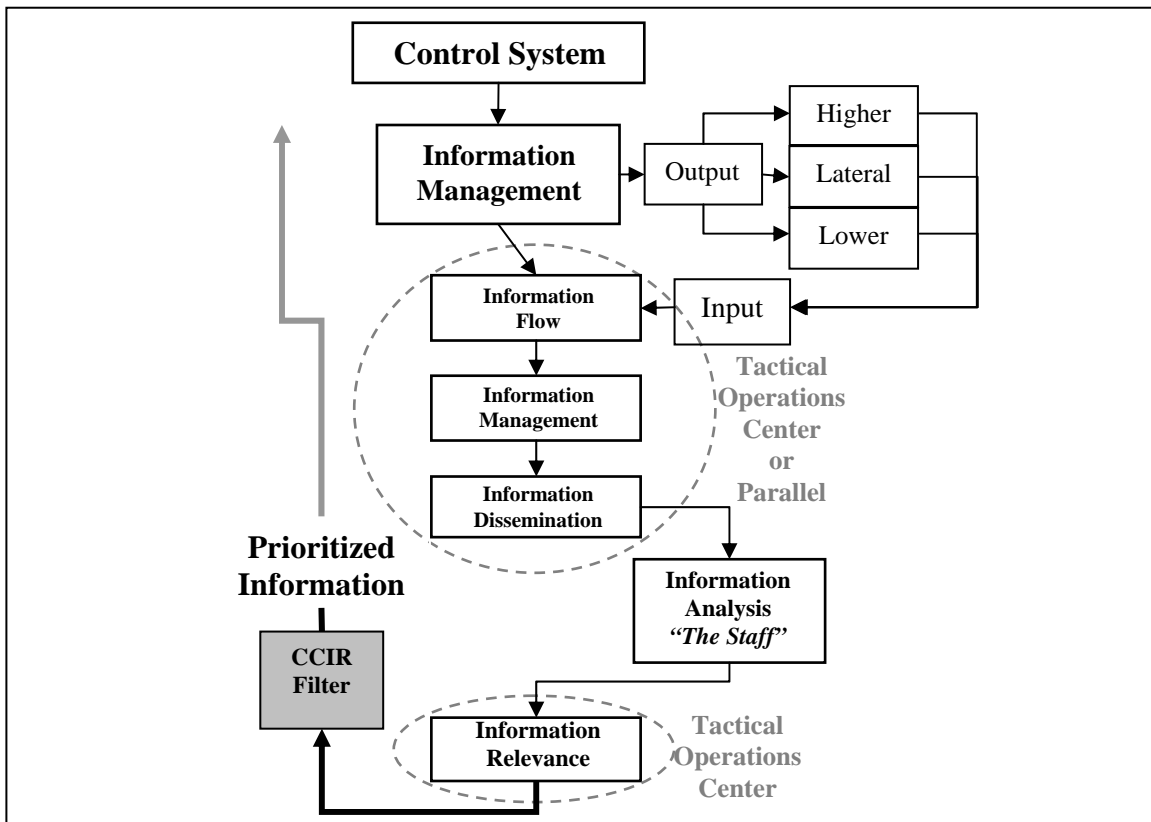 Control System
Information
Management
Output
Higher
Lateral
Lower
Information
Flow
Input
Information
Management
Information
Dissemination
Tactical
Operations
Center
or
Parallel
Information
Analysis
“The Staff”
Information
Relevance
Tactical
Operations
Center
CCIR
Filter
Prioritized
Information